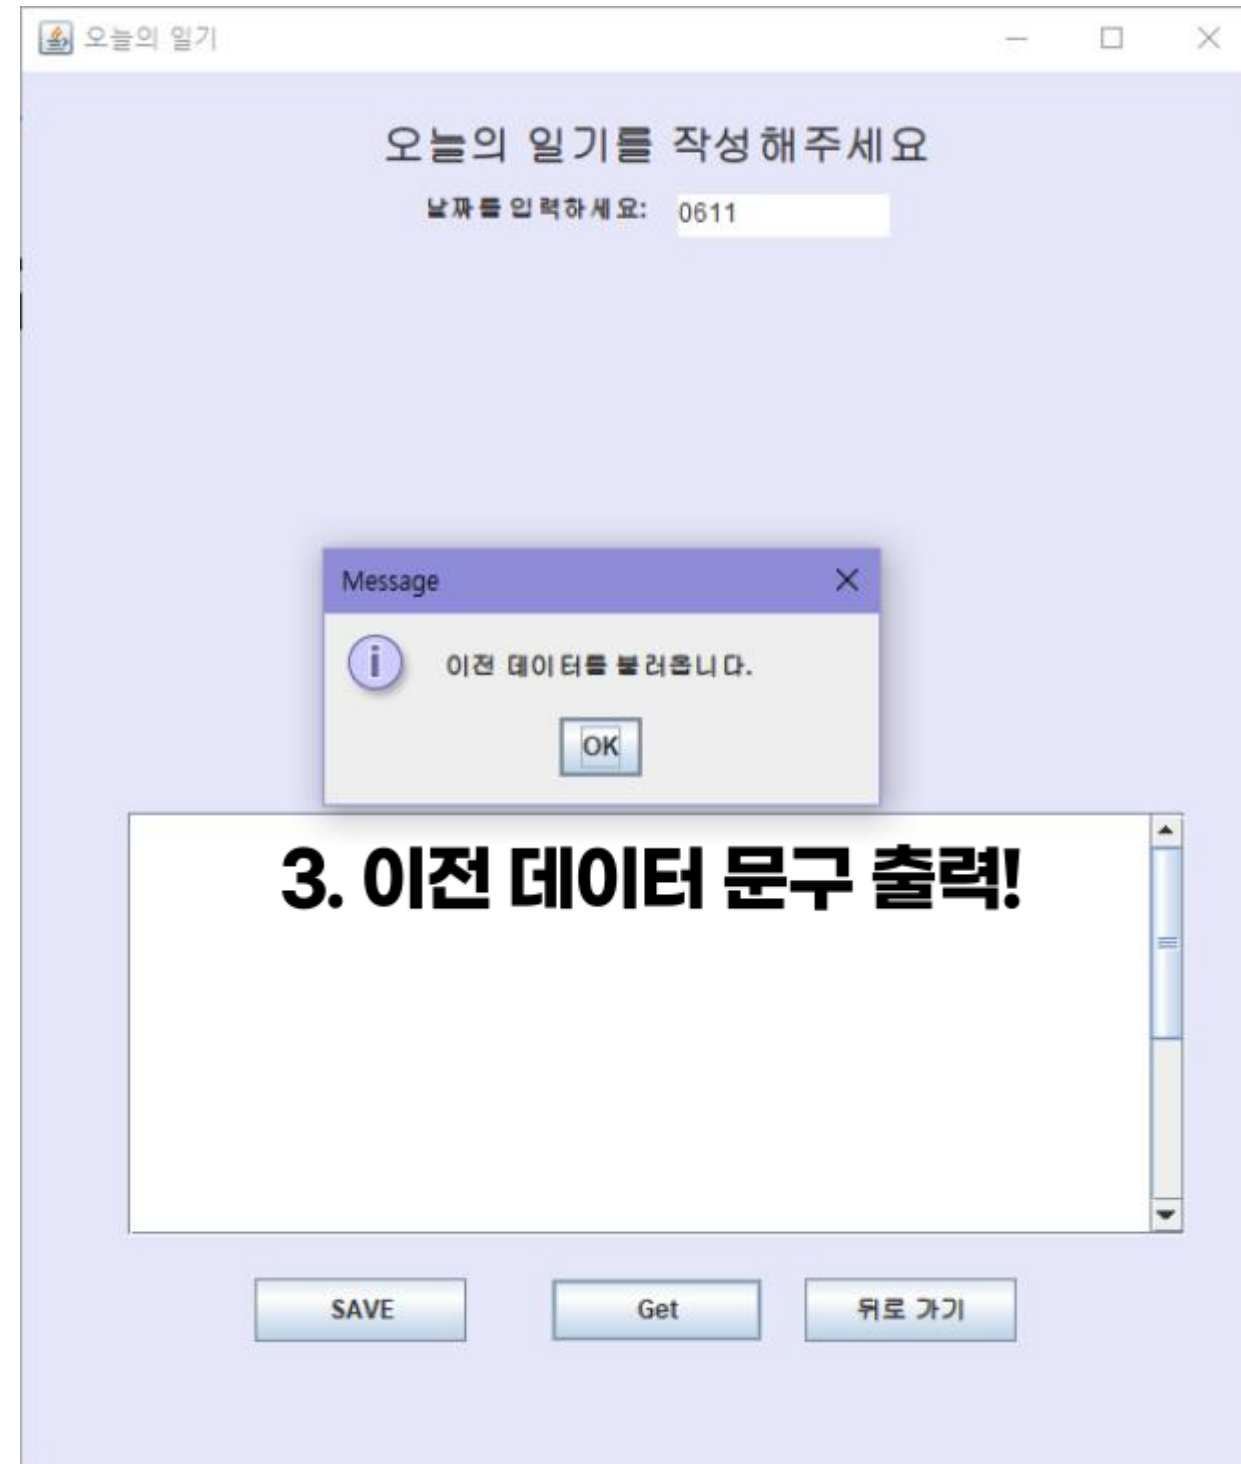 오늘의 일기
오늘의 일기를 작성해주세요
날짜를 입력하세요: 0611
Message
이전 데이터를 불러옵니다.
OK
3. 이전 데이터 문구 출력!
SAVE Get 뒤로 가기